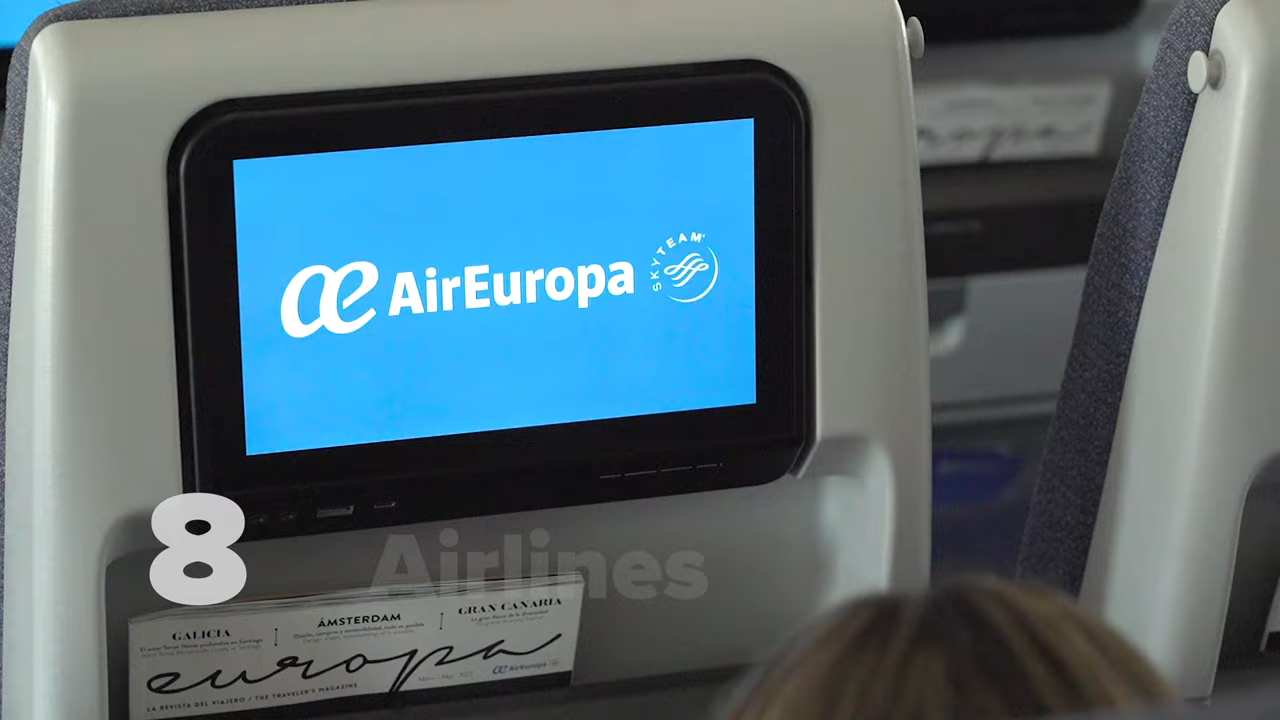 æ AirEuropa
SKYTEAM
8 Airlines
GALICIA
ÁMSTERDAM
GRAN CANARIA
europa
LA REVISTA DEL VIAJERO / THE TRAVELER'S MAGAZINE
æ AirEuropa